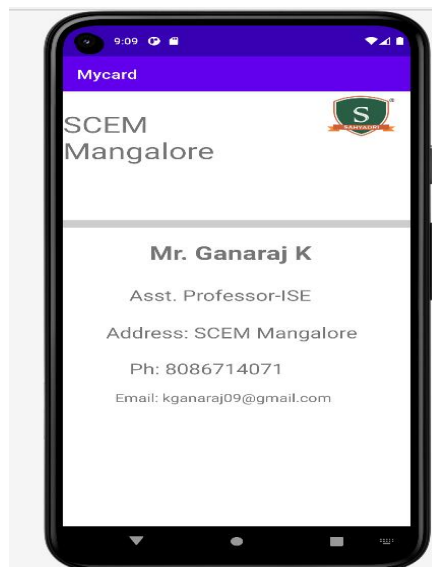 9:09
Mycard
SCEM
Mangalore
S
SAHYADRI
®
Mr. Ganaraj K
Asst. Professor-ISE
Address: SCEM Mangalore
Ph: 8086714071
Email: kganaraj09@gmail.com